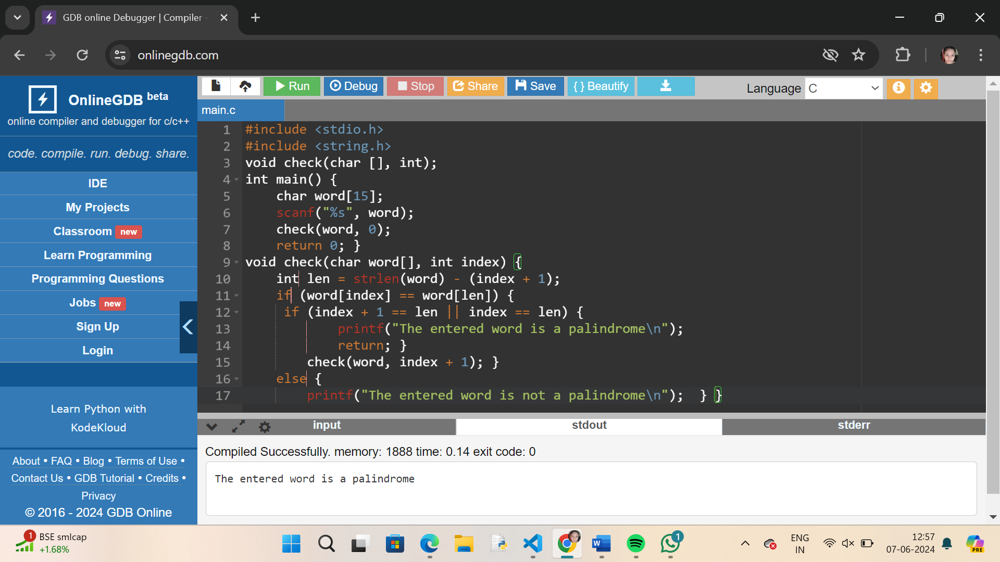 GDB online Debugger | Compiler -
onlinegdb.com
OnlineGDB beta
online compiler and debugger for c/c++
code. compile. run. debug. share.
IDE
My Projects
Classroom new
Learn Programming
Programming Questions
Jobs new
Sign Up
Login
Learn Python with
KodeKloud
About • FAQ • Blog • Terms of Use •
Contact Us • GDB Tutorial • Credits •
Privacy
© 2016 - 2024 GDB Online
Run Debug Stop Share Save { } Beautify Language C
main.c
1 #include <stdio.h>
2 #include <string.h>
3 void check(char [], int);
4 int main() {
5 char word[15];
6 scanf("%s", word);
7 check(word, 0);
8 return 0; }
9 void check(char word[], int index) {
10 int len = strlen(word) - (index + 1);
11 if (word[index] == word[len]) {
12 if (index + 1 == len || index == len) {
13 printf("The entered word is a palindrome\n");
14 return; }
15 check(word, index + 1); }
16 else {
17 printf("The entered word is not a palindrome\n"); } }
input stdout stderr
Compiled Successfully. memory: 1888 time: 0.14 exit code: 0
The entered word is a palindrome
1 BSE smlcap
+1.68%
1
ENG
IN
12:57
07-06-2024
PRE